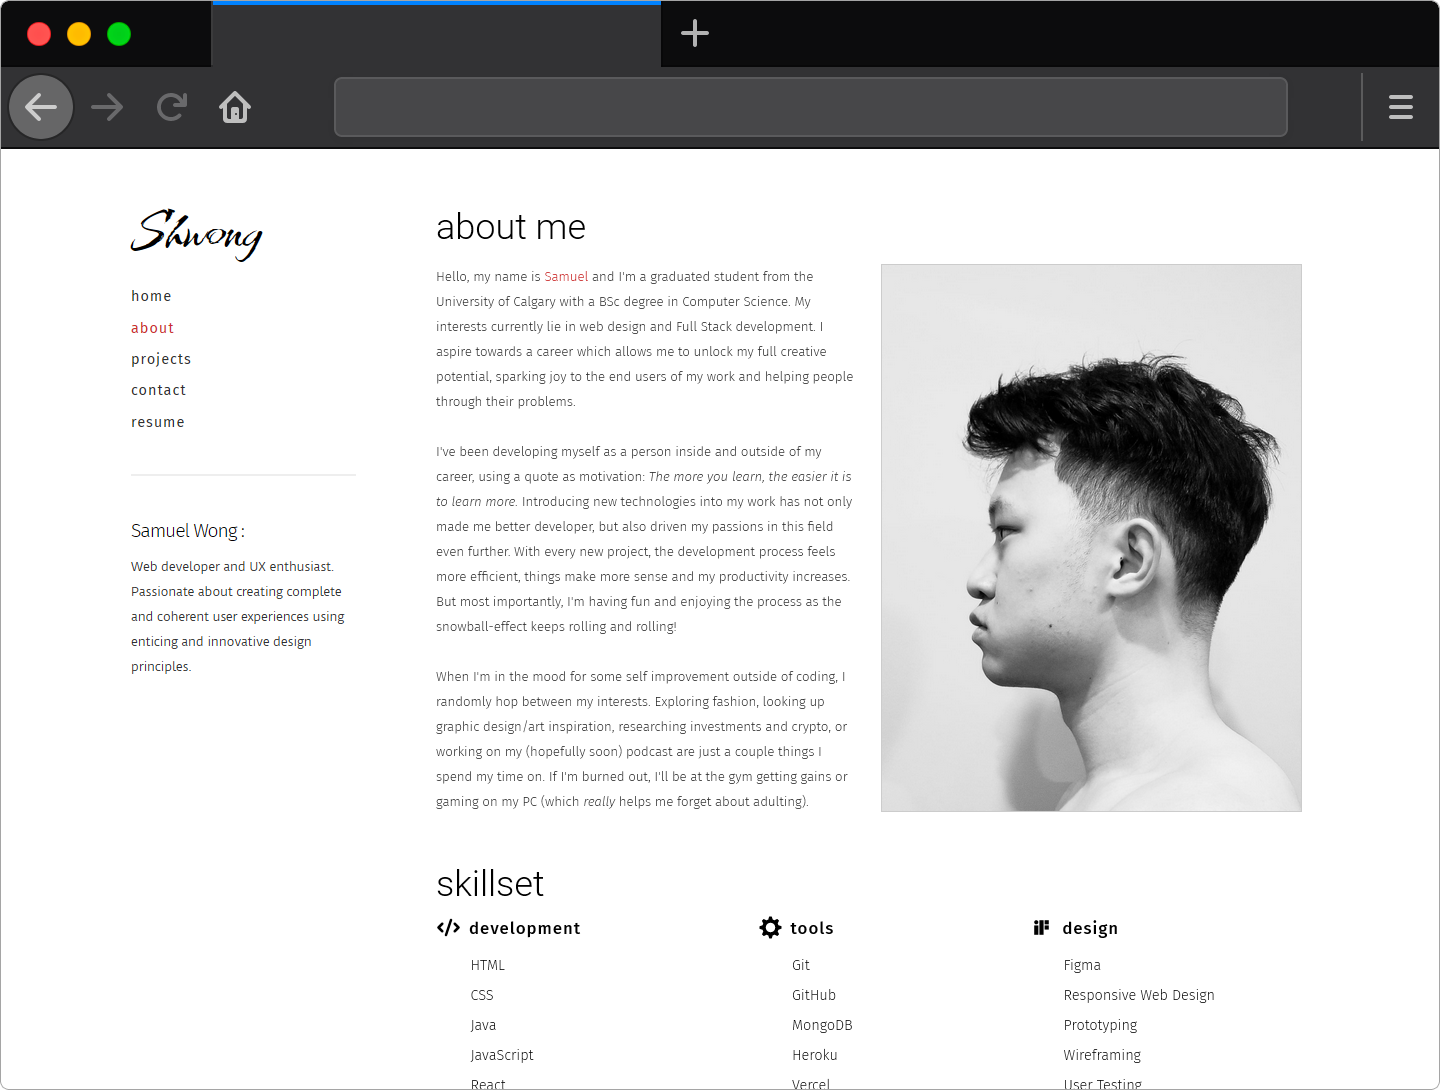 Shwong
home
about
projects
contact
resume
Samuel Wong :
Web developer and UX enthusiast.
Passionate about creating complete
and coherent user experiences using
enticing and innovative design
principles.
about me
Hello, my name is Samuel and I'm a graduated student from the
University of Calgary with a BSc degree in Computer Science. My
interests currently lie in web design and Full Stack development. I
aspire towards a career which allows me to unlock my full creative
potential, sparking joy to the end users of my work and helping people
through their problems.
I've been developing myself as a person inside and outside of my
career, using a quote as motivation: The more you learn, the easier it is
to learn more. Introducing new technologies into my work has not only
made me better developer, but also driven my passions in this field
even further. With every new project, the development process feels
more efficient, things make more sense and my productivity increases.
But most importantly, I'm having fun and enjoying the process as the
snowball-effect keeps rolling and rolling!
When I'm in the mood for some self improvement outside of coding, I
randomly hop between my interests. Exploring fashion, looking up
graphic design/art inspiration, researching investments and crypto, or
working on my (hopefully soon) podcast are just a couple things I
spend my time on. If I'm burned out, I'll be at the gym getting gains or
gaming on my PC (which really helps me forget about adulting).
skillset
development
HTML
CSS
Java
JavaScript
React
tools
Git
GitHub
MongoDB
Heroku
Vercel
design
Figma
Responsive Web Design
Prototyping
Wireframing
User Testing